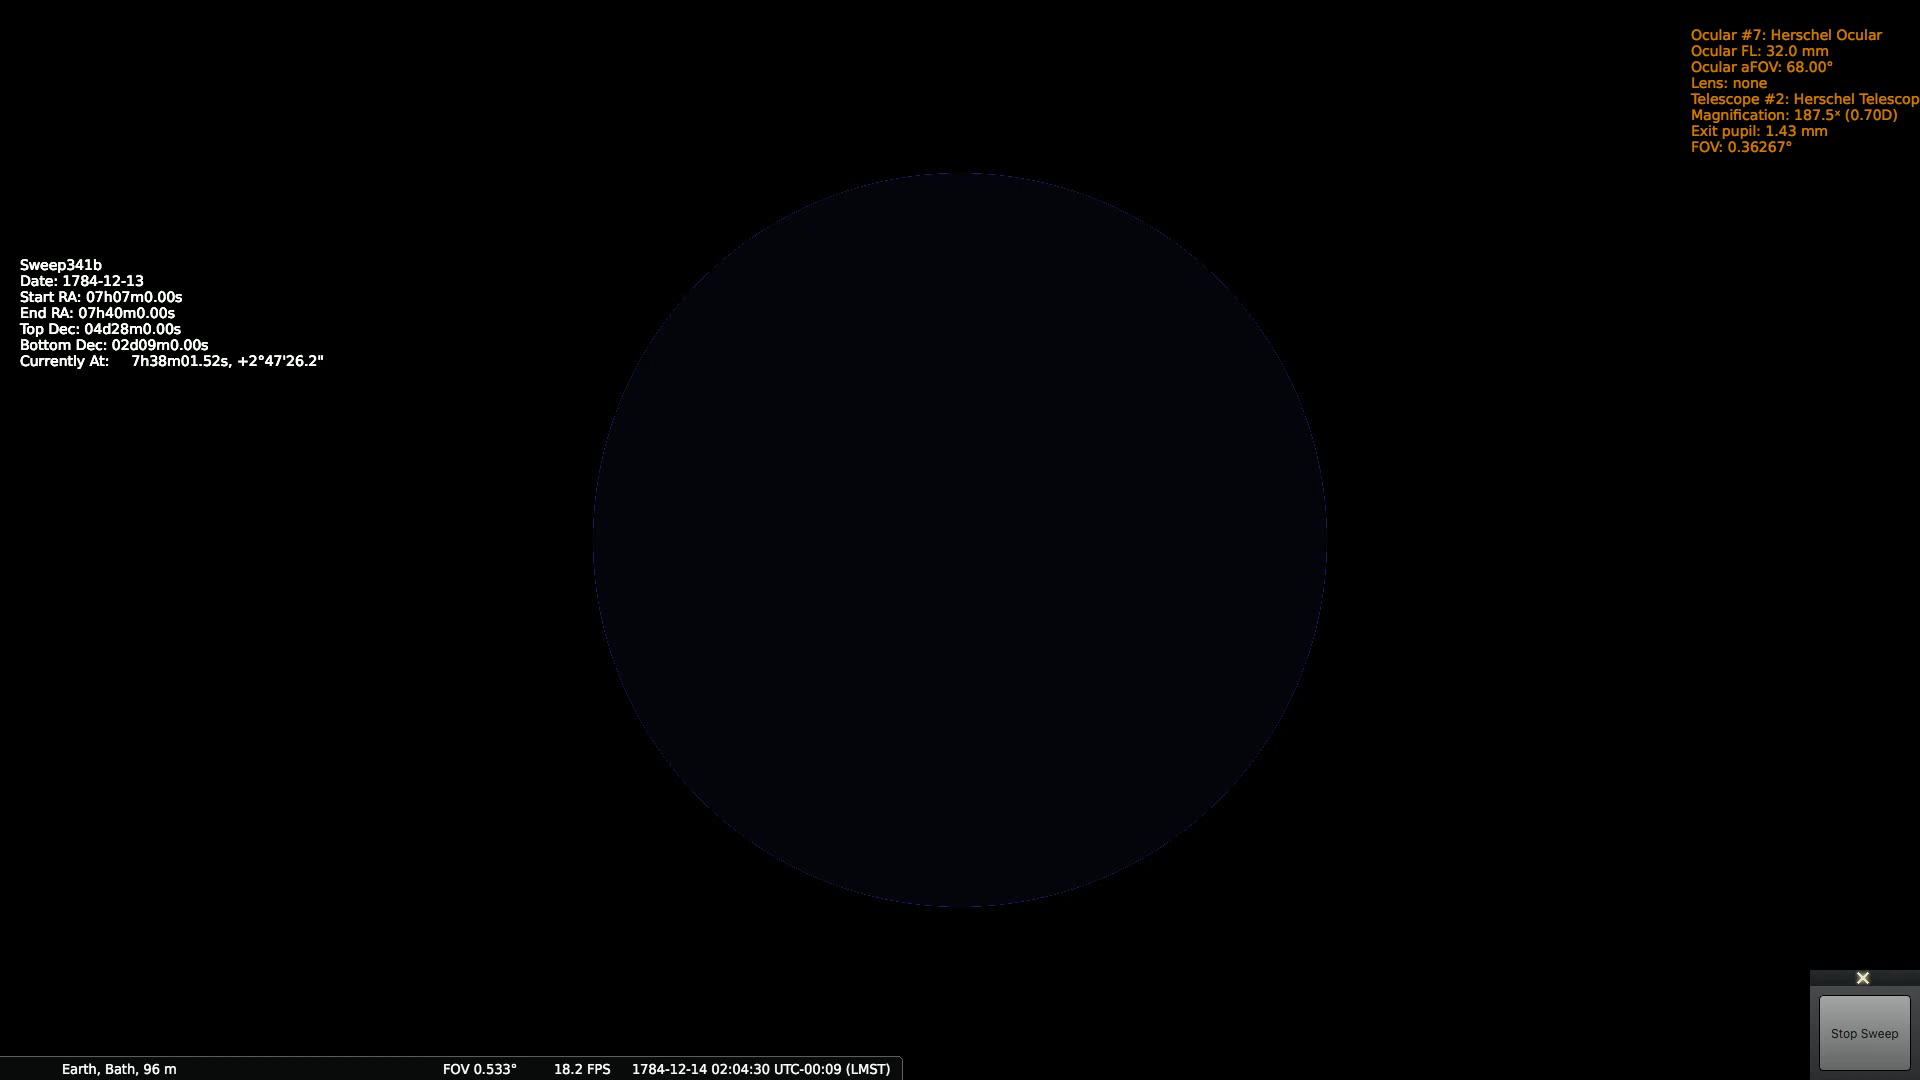 Ocular #7: Herschel Ocular
Ocular FL: 32.0 mm
Ocular aFOV: 68.00°
Lens: none
Telescope #2: Herschel Telescop
Magnification: 187.5ˣ (0.70D)
Exit pupil: 1.43 mm
FOV: 0.36267°
Sweep341b
Date: 1784-12-13
Start RA: 07h07m0.00s
End RA: 07h40m0.00s
Top Dec: 04d28m0.00s
Bottom Dec: 02d09m0.00s
Currently At: 7h38m01.52s, +2°47'26.2"
Stop Sweep
Earth, Bath, 96 m FOV 0.533° 18.2 FPS 1784-12-14 02:04:30 UTC-00:09 (LMST)